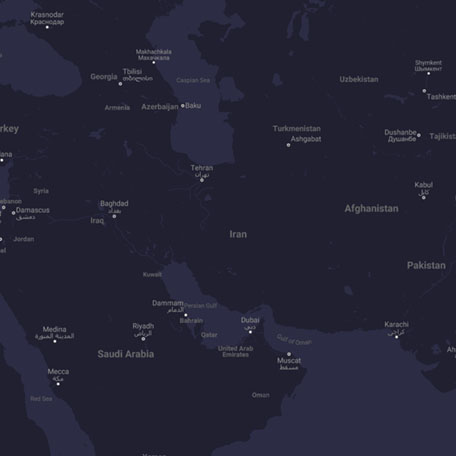 Krasnodar
Краснодар
Makhachkala
Махачкала
Shymkent
Шымкент
Georgia
Tbilisi
თბილისი
Caspian Sea
Uzbekistan
Tashkent
Armenia
Azerbaijan
Baku
rkey
Turkmenistan
Ashgabat
Dushanbe
Душанбе
Tajikista
ana
Tehran
تهران
Syria
Kabul
کابل
ebanon
Damascus
دمشق
Baghdad
بغداد
Iraq
Afghanistan
Jordan
Iran
el
Kuwait
Pakistan
Dammam
الدمام
Persian Gulf
Bahrain
Medina
المدينة المنورة
Riyadh
الرياض
Qatar
Dubai
دبي
Gulf of Oman
Karachi
کراچی
Saudi Arabia
United Arab
Emirates
Muscat
مسقط
Mecca
مكة
Red Sea
Oman